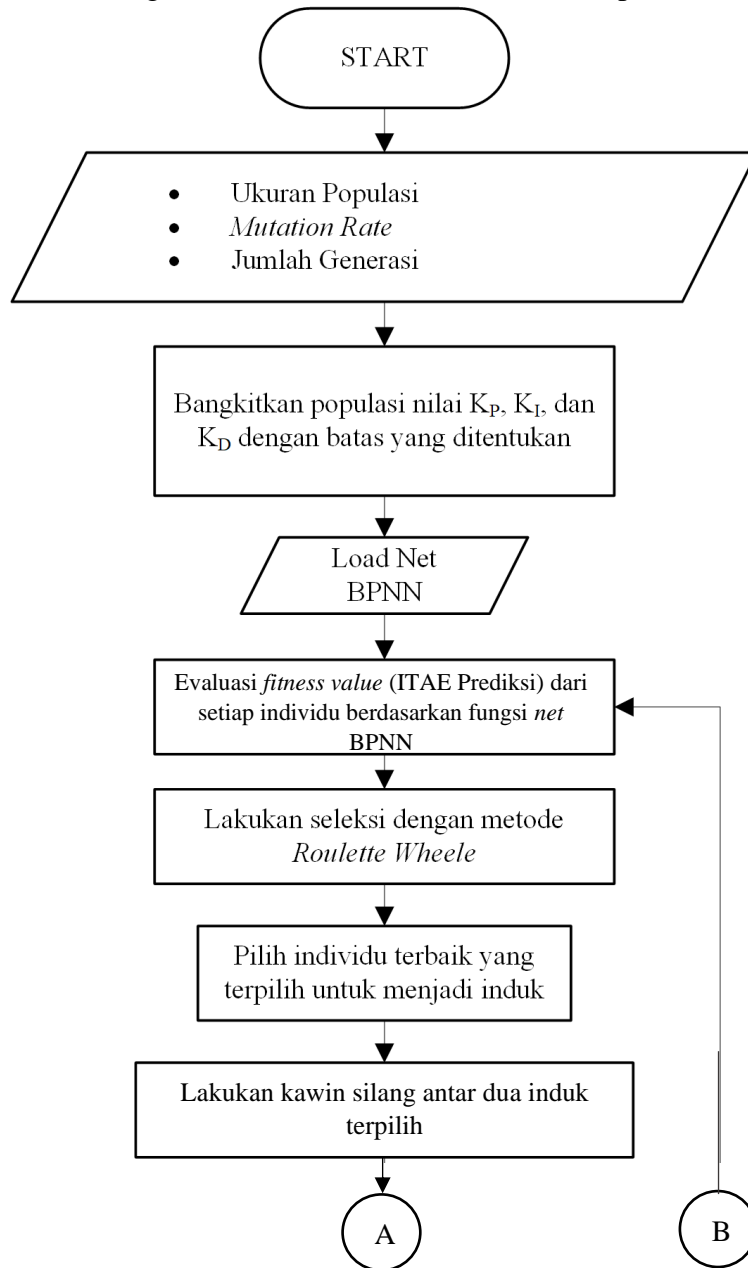 START
• Ukuran Populasi
• Mutation Rate
• Jumlah Generasi
Bangkitkan populasi nilai KP, KI, dan
KD dengan batas yang ditentukan
Load Net
BPNN
Evaluasi fitness value (ITAE Prediksi) dari
setiap individu berdasarkan fungsi net
BPNN
Lakukan seleksi dengan metode
Roulette Wheele
Pilih individu terbaik yang
terpilih untuk menjadi induk
Lakukan kawin silang antar dua induk
terpilih
A
B